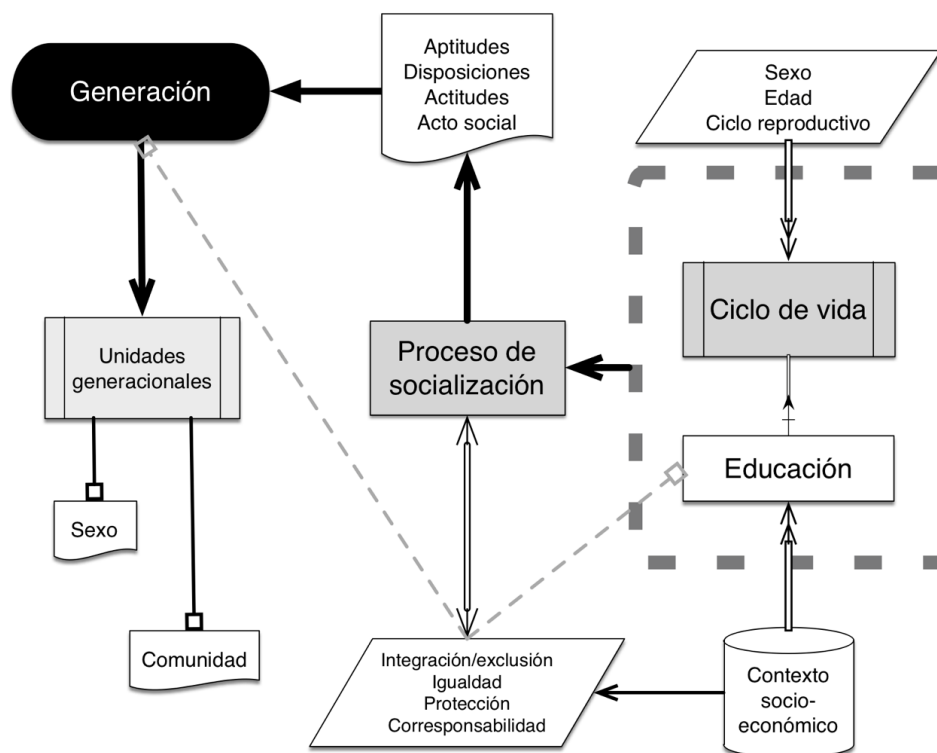 Generación
Aptitudes
Disposiciones
Actitudes
Acto social
Sexo
Edad
Ciclo reproductivo
Ciclo de vida
Proceso de
socialización
Unidades
generacionales
Educación
Sexo
Comunidad
Integración/exclusión
Igualdad
Protección
Corresponsabilidad
Contexto
socio-
económico